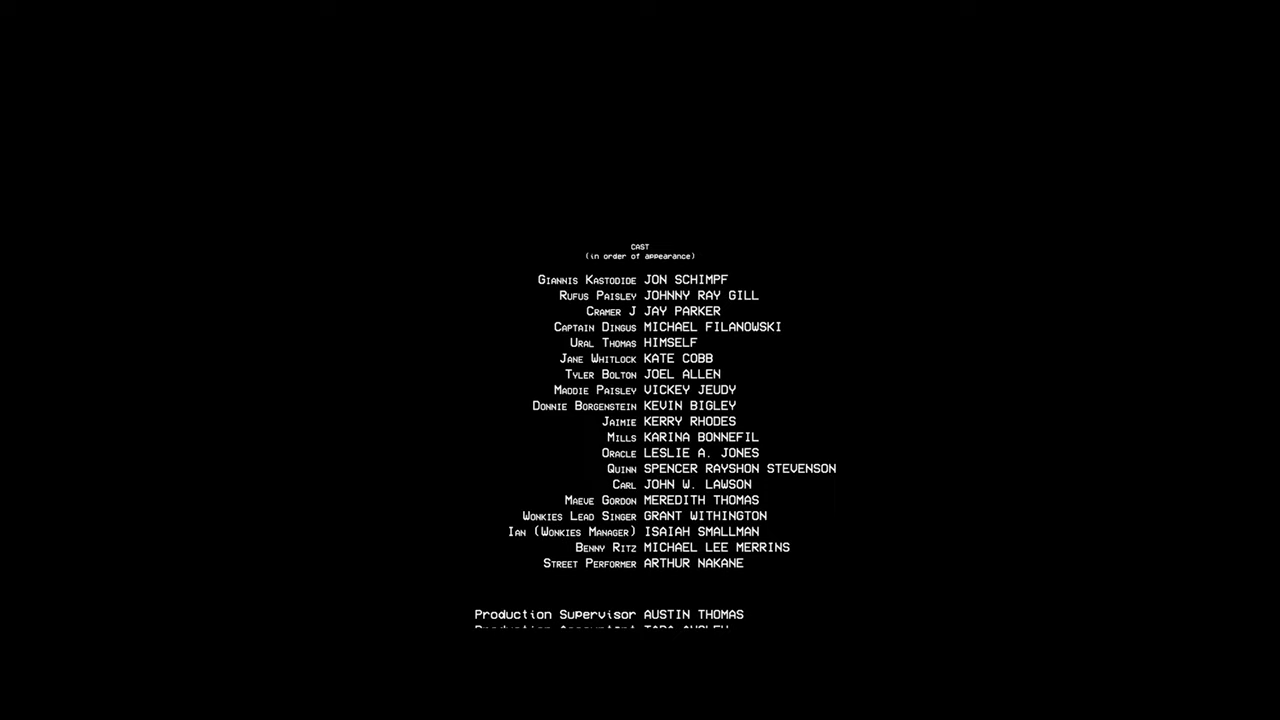 CAST
(in order of appearance)
Giannis Kastodide JON SCHIMPF
Rufus Paisley JOHNNY RAY GILL
Cramer J JAY PARKER
Captain Dingus MICHAEL FILANOWSKI
Ural Thomas HIMSELF
Jane Whitlock KATE COBB
Tyler Bolton JOEL ALLEN
Maddie Paisley VICKEY JEUDY
Donnie Borgenstein KEVIN BIGLEY
Jaimie KERRY RHODES
Mills KARINA BONNEFIL
Oracle LESLIE A. JONES
Quinn SPENCER RAYSHON STEVENSON
Carl JOHN W. LAWSON
Maeve Gordon MEREDITH THOMAS
Wonkies Lead Singer GRANT WITHINGTON
Ian (Wonkies Manager) ISAIAH SMALLMAN
Benny Ritz MICHAEL LEE MERRINS
Street Performer ARTHUR NAKANE
Production Supervisor AUSTIN THOMAS
Production Accountant